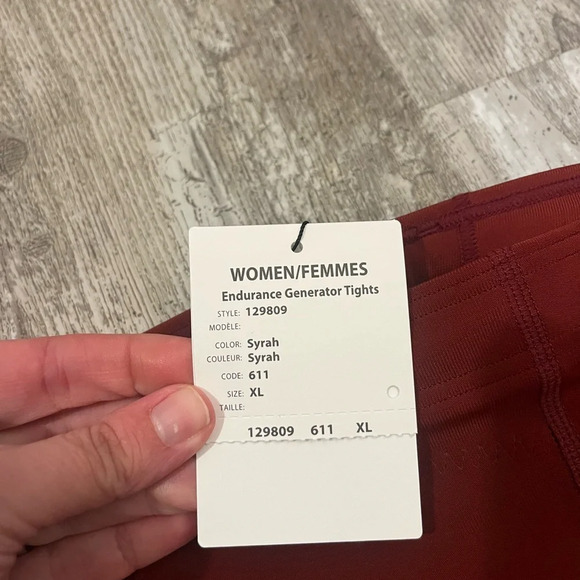 WOMEN/FEMMES
Endurance Generator Tights
STYLE: 129809
MODÈLE:
COLOR: Syrah
COULEUR: Syrah
CODE: 611
SIZE: XL
TAILLE:
129809 611 XL